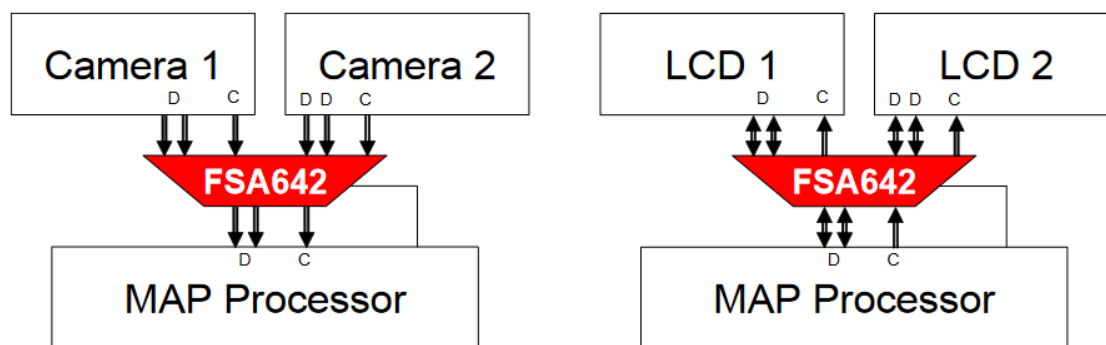 Camera 1
D C
Camera 2
D D C
FSA642
D C
MAP Processor
LCD 1
D C
LCD 2
D D C
FSA642
D C
MAP Processor